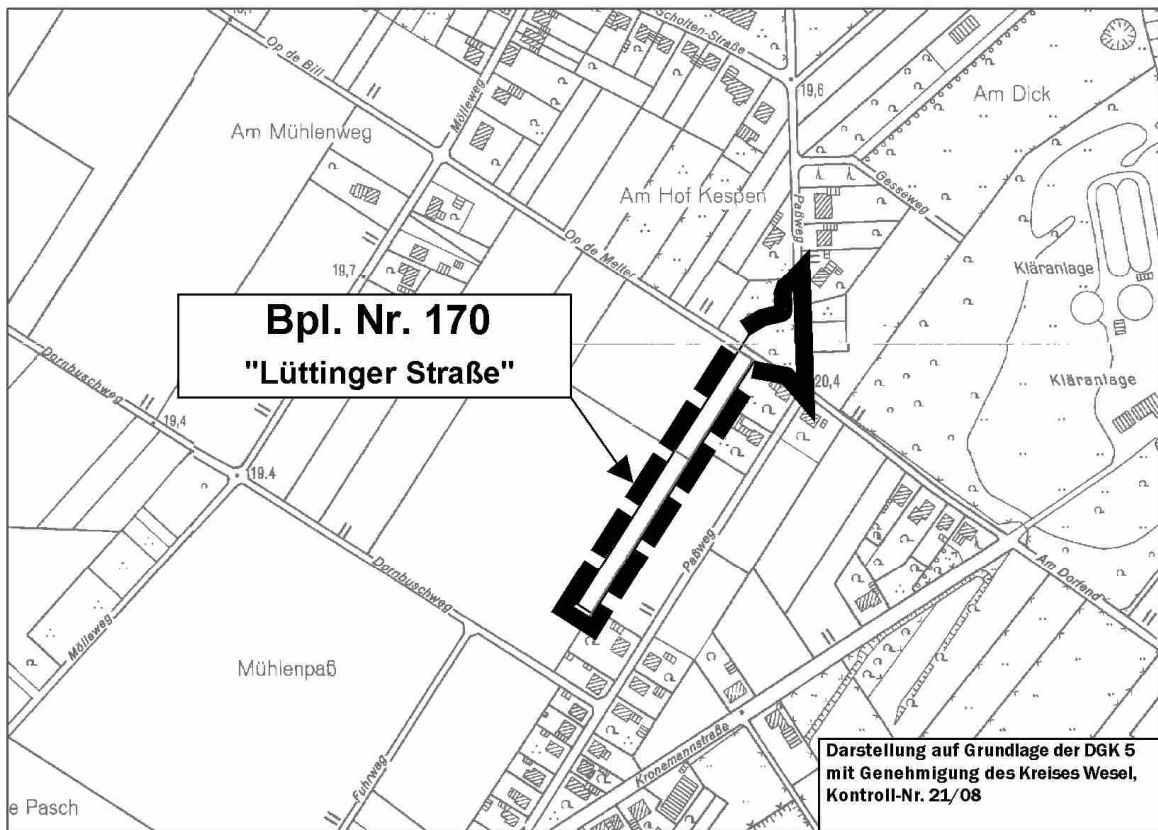 Scholten-Straße
Op de Bill
Mölleweg
19,6
Am Dick
Am Mühlenweg
Am Hof Kespen
Gesseweg
Paßweg
Op de Meller
19,7
Kläranlage
Bpl. Nr. 170
"Lüttinger Straße"
Dornbuschweg
20,4
Kläranlage
19,4
19,4
Paßweg
Dornbuschweg
Am Dorfend
Mölleweg
Mühlenpaß
Kronemannstraße
Fuhrweg
e Pasch
Darstellung auf Grundlage der DGK 5
mit Genehmigung des Kreises Wesel,
Kontroll-Nr. 21/08